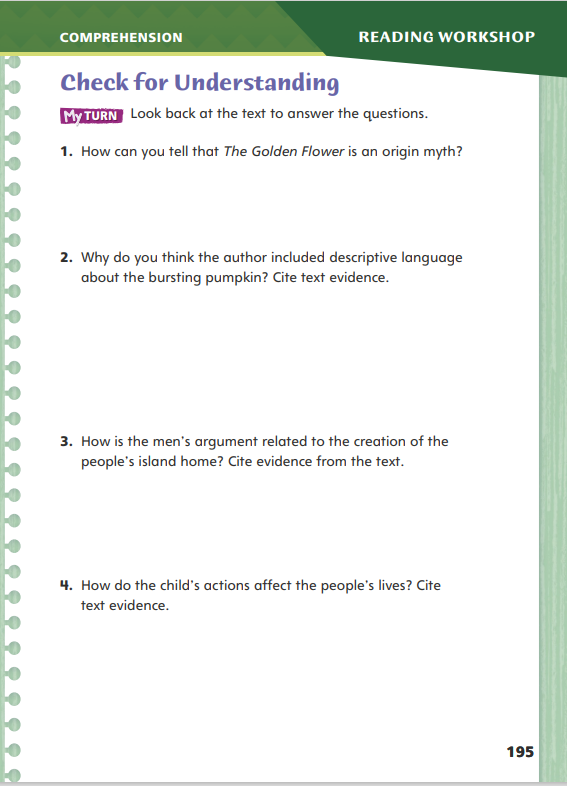 COMPREHENSION
READING WORKSHOP
Check for Understanding
My TURN Look back at the text to answer the questions.
1. How can you tell that The Golden Flower is an origin myth?
2. Why do you think the author included descriptive language
about the bursting pumpkin? Cite text evidence.
3. How is the men’s argument related to the creation of the
people’s island home? Cite evidence from the text.
4. How do the child’s actions affect the people’s lives? Cite
text evidence.
195